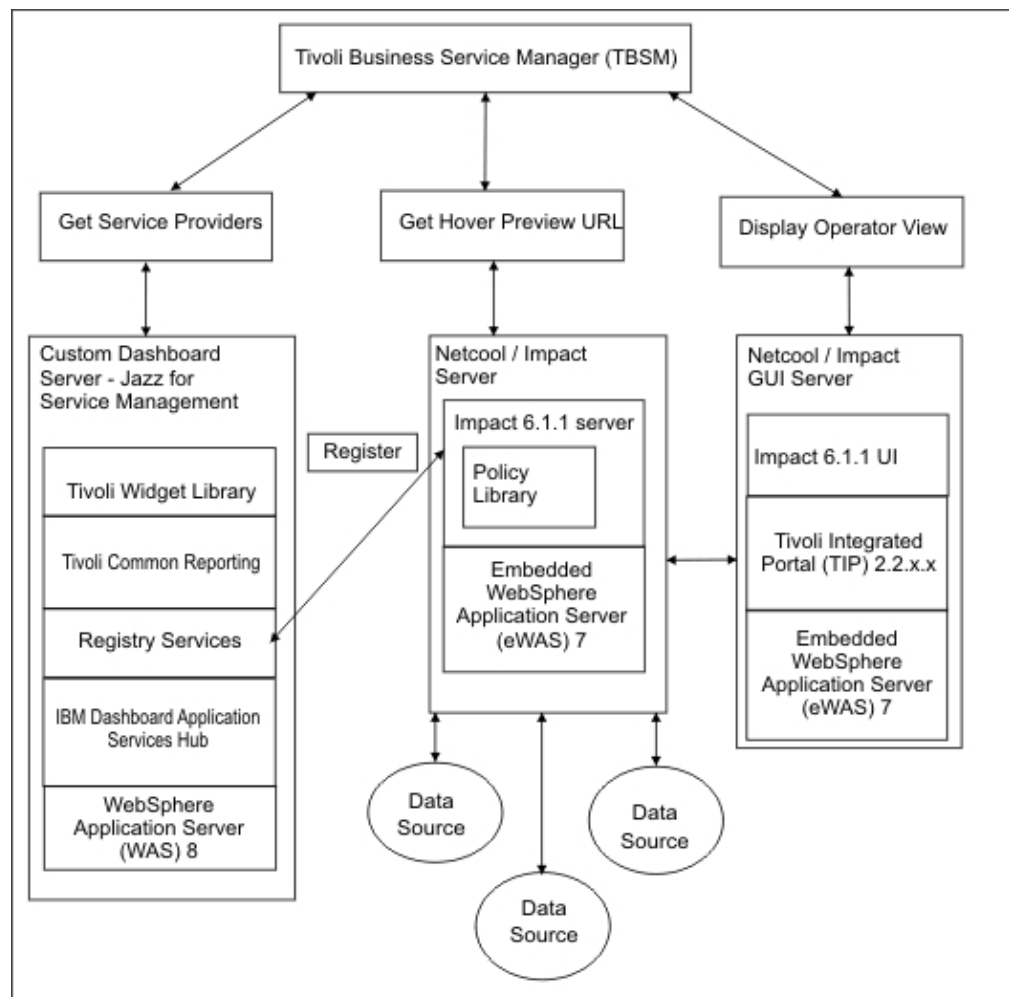 Tivoli Business Service Manager (TBSM)
Get Service Providers
Get Hover Preview URL
Display Operator View
Custom Dashboard
Server - Jazz for
Service Management
Tivoli Widget Library
Tivoli Common Reporting
Registry Services
IBM Dashboard Application
Services Hub
WebSphere
Application Server
(WAS) 8
Register
Netcool / Impact
Server
Impact 6.1.1 server
Policy
Library
Embedded
WebSphere
Application Server
(eWAS) 7
Netcool / Impact
GUI Server
Impact 6.1.1 UI
Tivoli Integrated
Portal (TIP) 2.2.x.x
Embedded
WebSphere
Application Server
(eWAS) 7
Data
Source
Data
Source
Data
Source